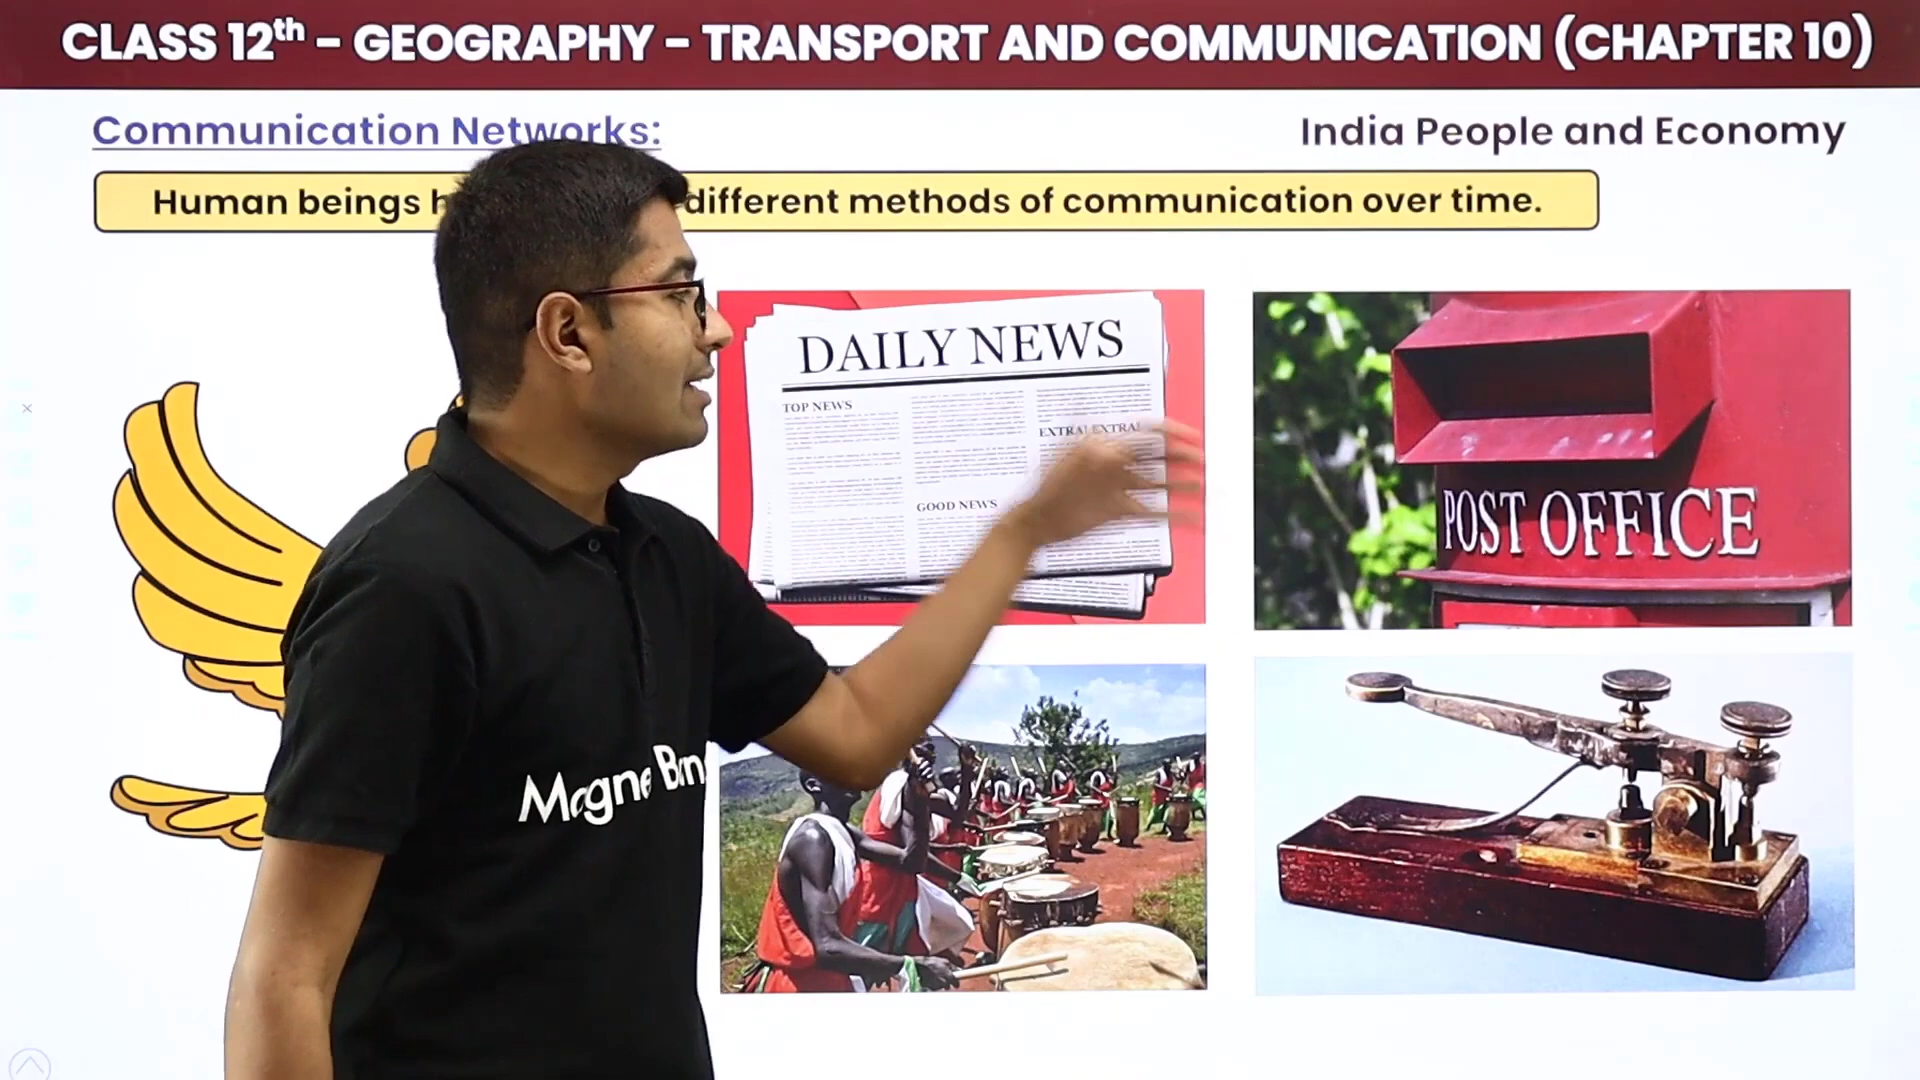 CLASS 12th - GEOGRAPHY - TRANSPORT AND COMMUNICATION (CHAPTER 10)
Communication Networks:
India People and Economy
Human beings different methods of communication over time.
DAILY NEWS
TOP NEWS
EXTRA! EXTRA!
GOOD NEWS
POST OFFICE
Magne